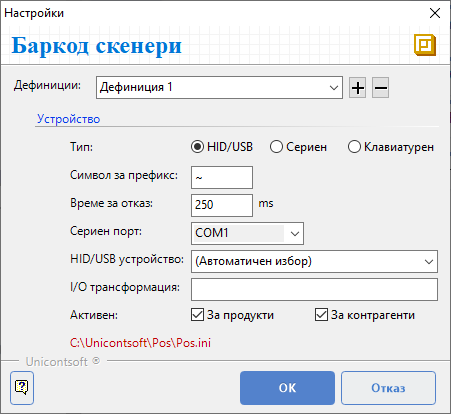 Настройки
Баркод скенери
Дефиниции: Дефиниция 1
Устройство
Тип: HID/USB Сериен Клавиатурен
Символ за префикс: ~
Време за отказ: 250 ms
Сериен порт: COM1
HID/USB устройство: (Автоматичен избор)
I/O трансформация:
Активен: За продукти За контрагенти
C:\Unicontsoft\Pos\Pos.ini
Unicontsoft ®
OK Отказ